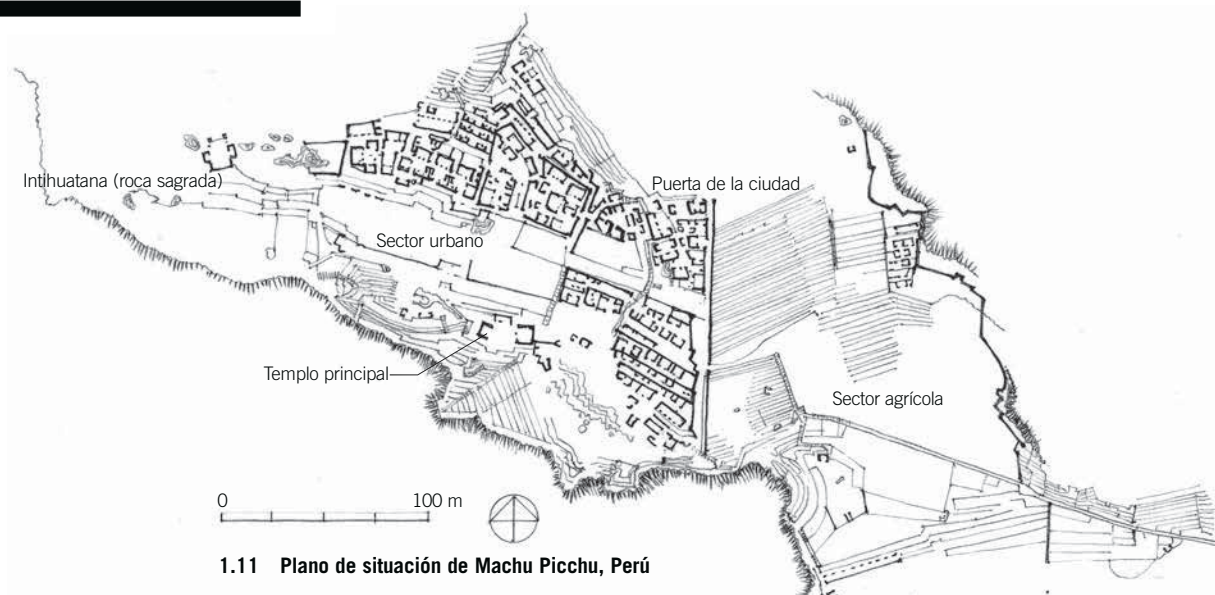 Intihuatana (roca sagrada)
Puerta de la ciudad
Sector urbano
Templo principal
Sector agrícola
0 100 m
1.11 Plano de situación de Machu Picchu, Perú